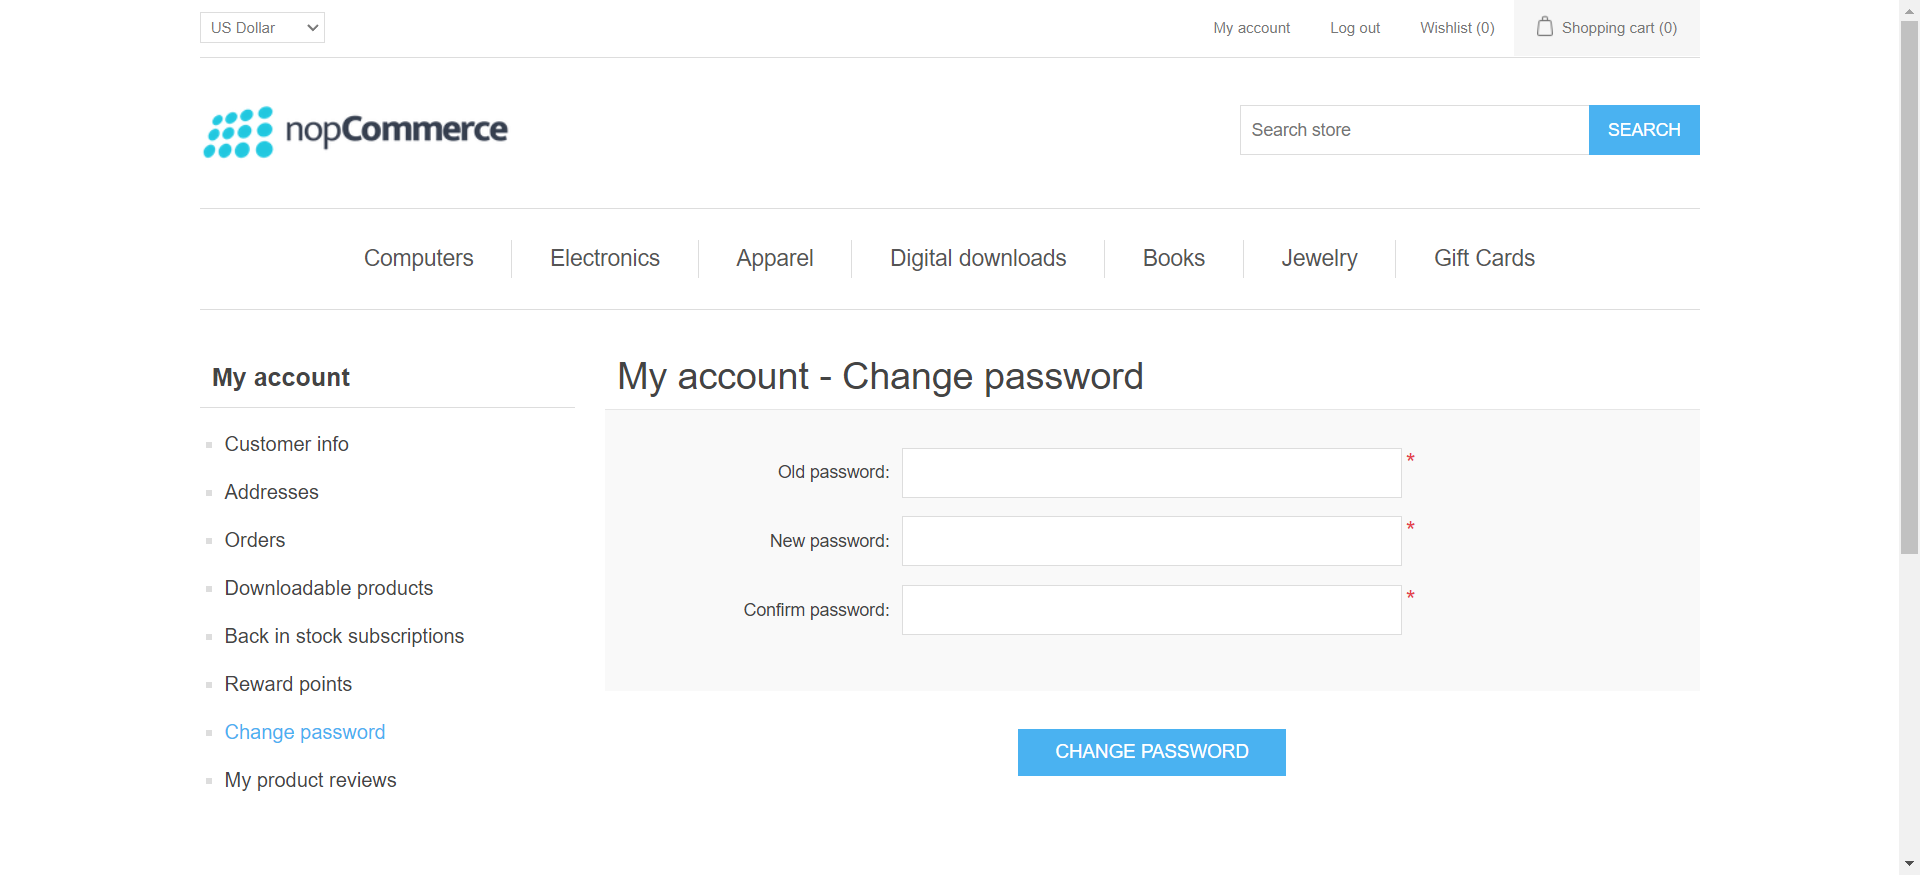 US Dollar
My account
Log out
Wishlist (0)
Shopping cart (0)
nopCommerce
Search store
SEARCH
Computers
Electronics
Apparel
Digital downloads
Books
Jewelry
Gift Cards
My account
Customer info
Addresses
Orders
Downloadable products
Back in stock subscriptions
Reward points
Change password
My product reviews
My account - Change password
Old password: *
New password: *
Confirm password: *
CHANGE PASSWORD